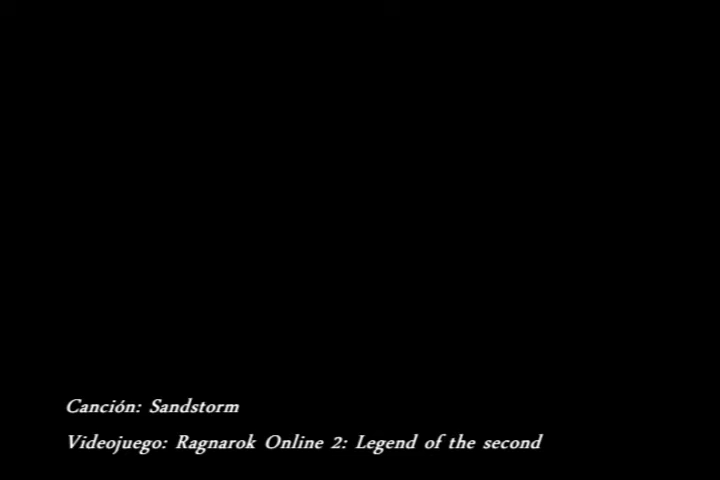 Canción: Sandstorm
Videojuego: Ragnarok Online 2: Legend of the second